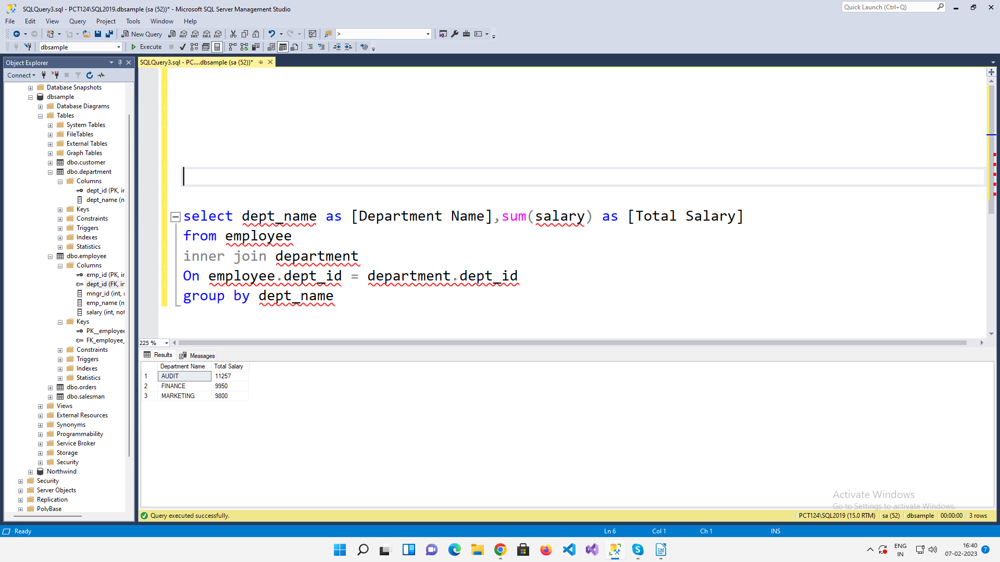 SQLQuery3.sql - PCT124\SQL2019.dbsample (sa (52))* - Microsoft SQL Server Management Studio
Quick Launch (Ctrl+Q)
File Edit View Query Project Tools Window Help
New Query MDX DMX XMLA DAX >
dbsample Execute
Object Explorer
SQLQuery3.sql - PC....dbsample (sa (52))*
Connect
Database Snapshots
dbsample
Database Diagrams
Tables
System Tables
FileTables
External Tables
Graph Tables
dbo.customer
dbo.department
Columns
dept_id (PK, in
dept_name (n
Keys
Constraints
Triggers
Indexes
Statistics
dbo.employee
Columns
emp_id (PK, in
dept_id (FK, in
mngr_id (int, n
emp_name (n
salary (int, not
Keys
PK__employee
FK_employee_
Constraints
Triggers
Indexes
Statistics
dbo.orders
dbo.salesman
Views
External Resources
Synonyms
Programmability
Service Broker
Storage
Security
Northwind
Security
Server Objects
Replication
PolyBase
select dept_name as [Department Name],sum(salary) as [Total Salary]
from employee
inner join department
On employee.dept_id = department.dept_id
group by dept_name
225 %
Results Messages
Department Name Total Salary
1 AUDIT 11257
2 FINANCE 9950
3 MARKETING 9800
Activate Windows
Go to Settings to activate Windows.
Query executed successfully.
PCT124\SQL2019 (15.0 RTM) sa (52) dbsample 00:00:00 3 rows
Ready Ln 6 Col 1 Ch 1 INS
ENG
IN
16:40
07-02-2023
7